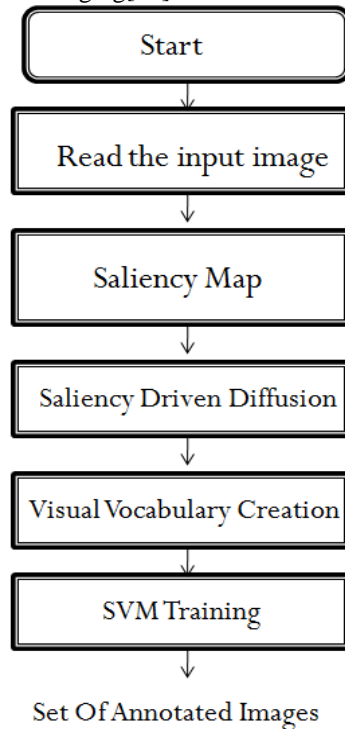 Start
Read the input image
Saliency Map
Saliency Driven Diffusion
Visual Vocabulary Creation
SVM Training
Set Of Annotated Images